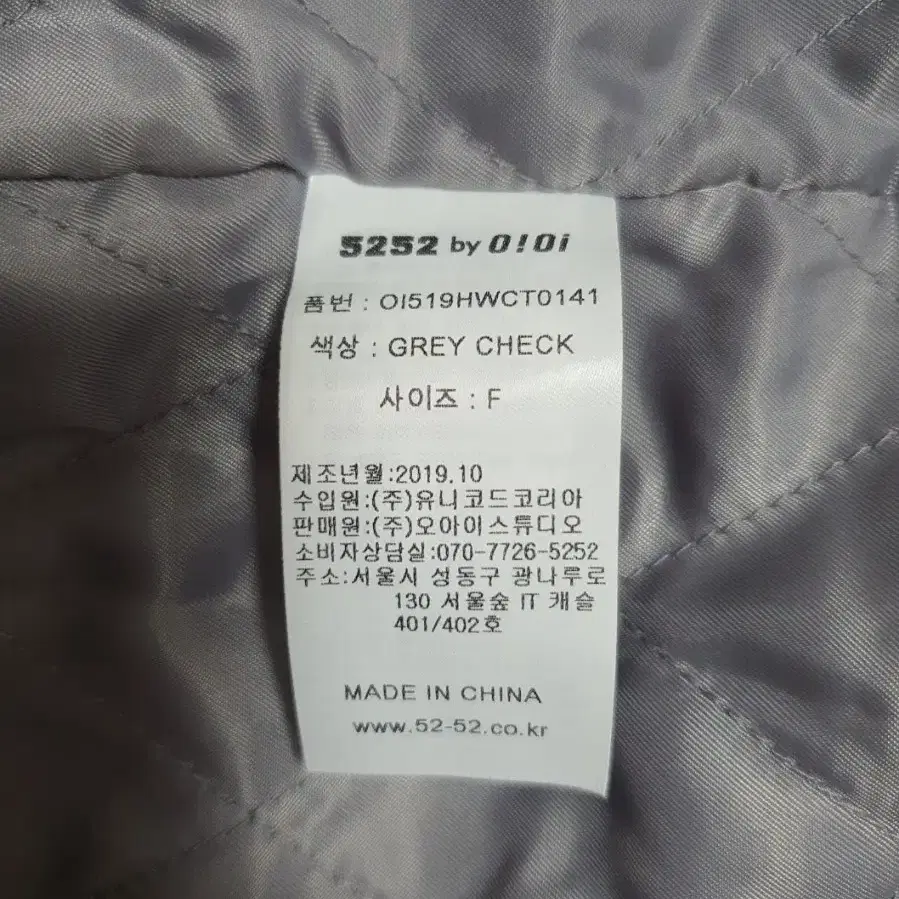 5252 by O!Oi
품번 : OI519HWCT0141
색상 : GREY CHECK
사이즈 : F
제조년월:2019.10
수입원:(주)유니코드코리아
판매원:(주)오아이스튜디오
소비자상담실:070-7726-5252
주소:서울시 성동구 광나루로
130 서울숲 IT 캐슬
401/402호
MADE IN CHINA
www.52-52.co.kr